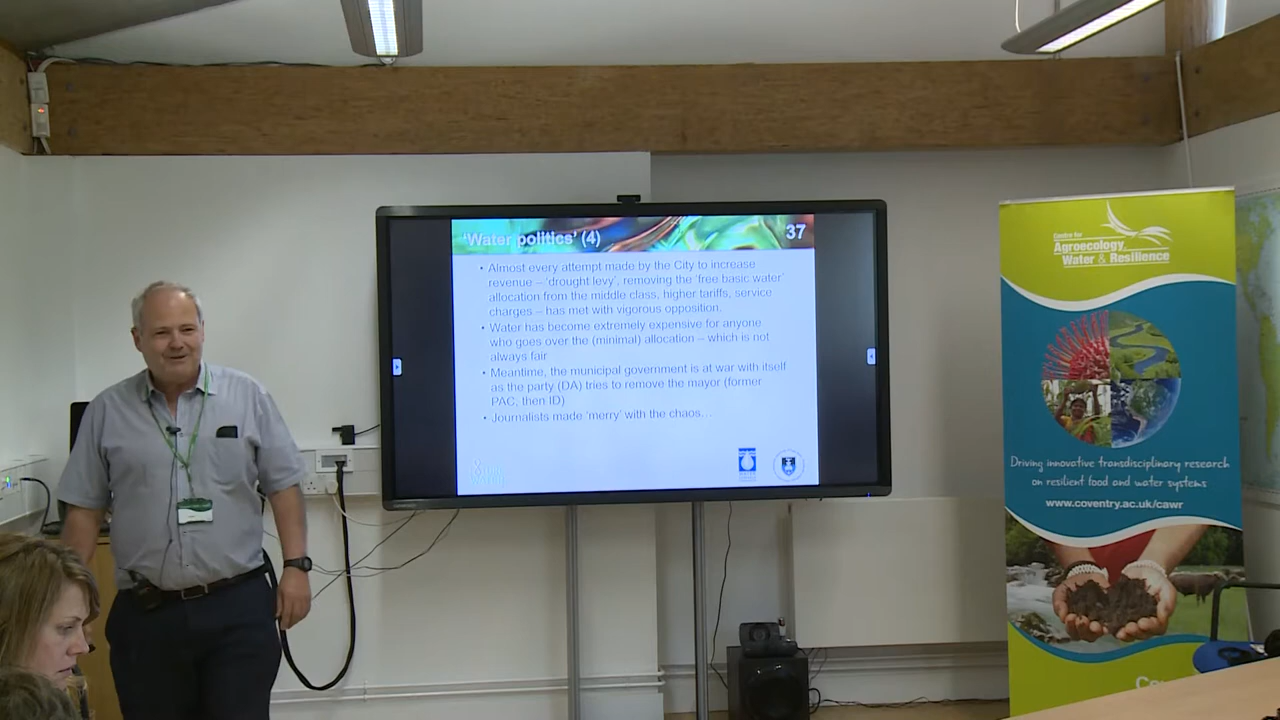 'Water politics' (4)
37
• Almost every attempt made by the City to increase
revenue – 'drought levy', removing the 'free basic water'
allocation from the middle class, higher tariffs, service
charges – has met with vigorous opposition.
• Water has become extremely expensive for anyone
who goes over the (minimal) allocation – which is not
always fair
• Meantime, the municipal government is at war with itself
as the party (DA) tries to remove the mayor (former
PAC, then ID)
• Journalists made 'merry' with the chaos…
Centre for
Agroecology,
Water & Resilience
Driving innovative transdisciplinary research
on resilient food and water systems
www.coventry.ac.uk/cawr